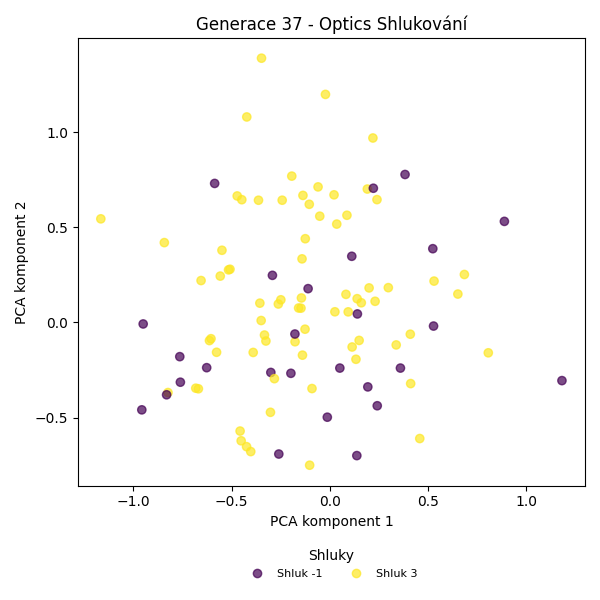 Generace 37 - Optics Shlukování
PCA komponent 2
1.0
0.5
0.0
−0.5
−1.0
−0.5
0.0
0.5
1.0
PCA komponent 1
Shluky
Shluk -1
Shluk 3